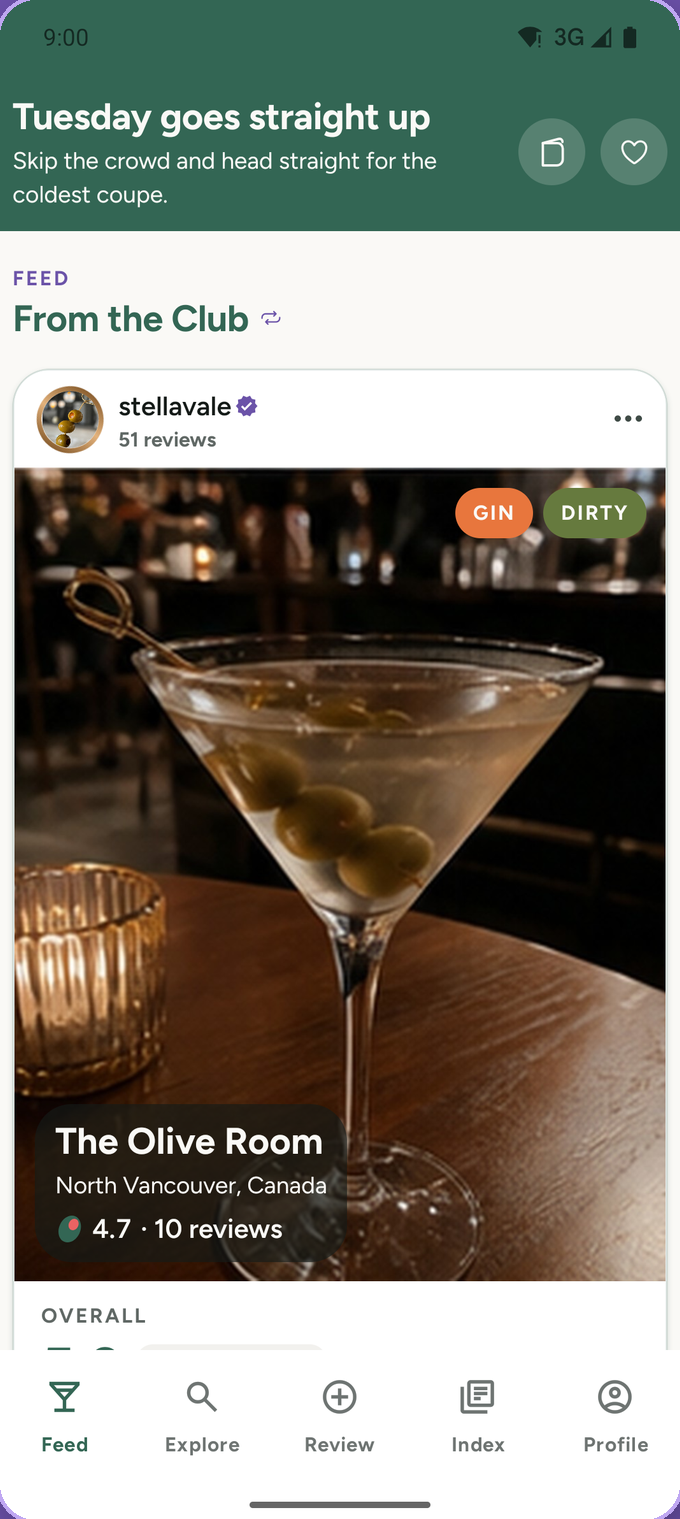 9:00
3G
Tuesday goes straight up
Skip the crowd and head straight for the
coldest coupe.
FEED
From the Club
stellavale
51 reviews
GIN
DIRTY
The Olive Room
North Vancouver, Canada
4.7 · 10 reviews
OVERALL
Feed
Explore
Review
Index
Profile